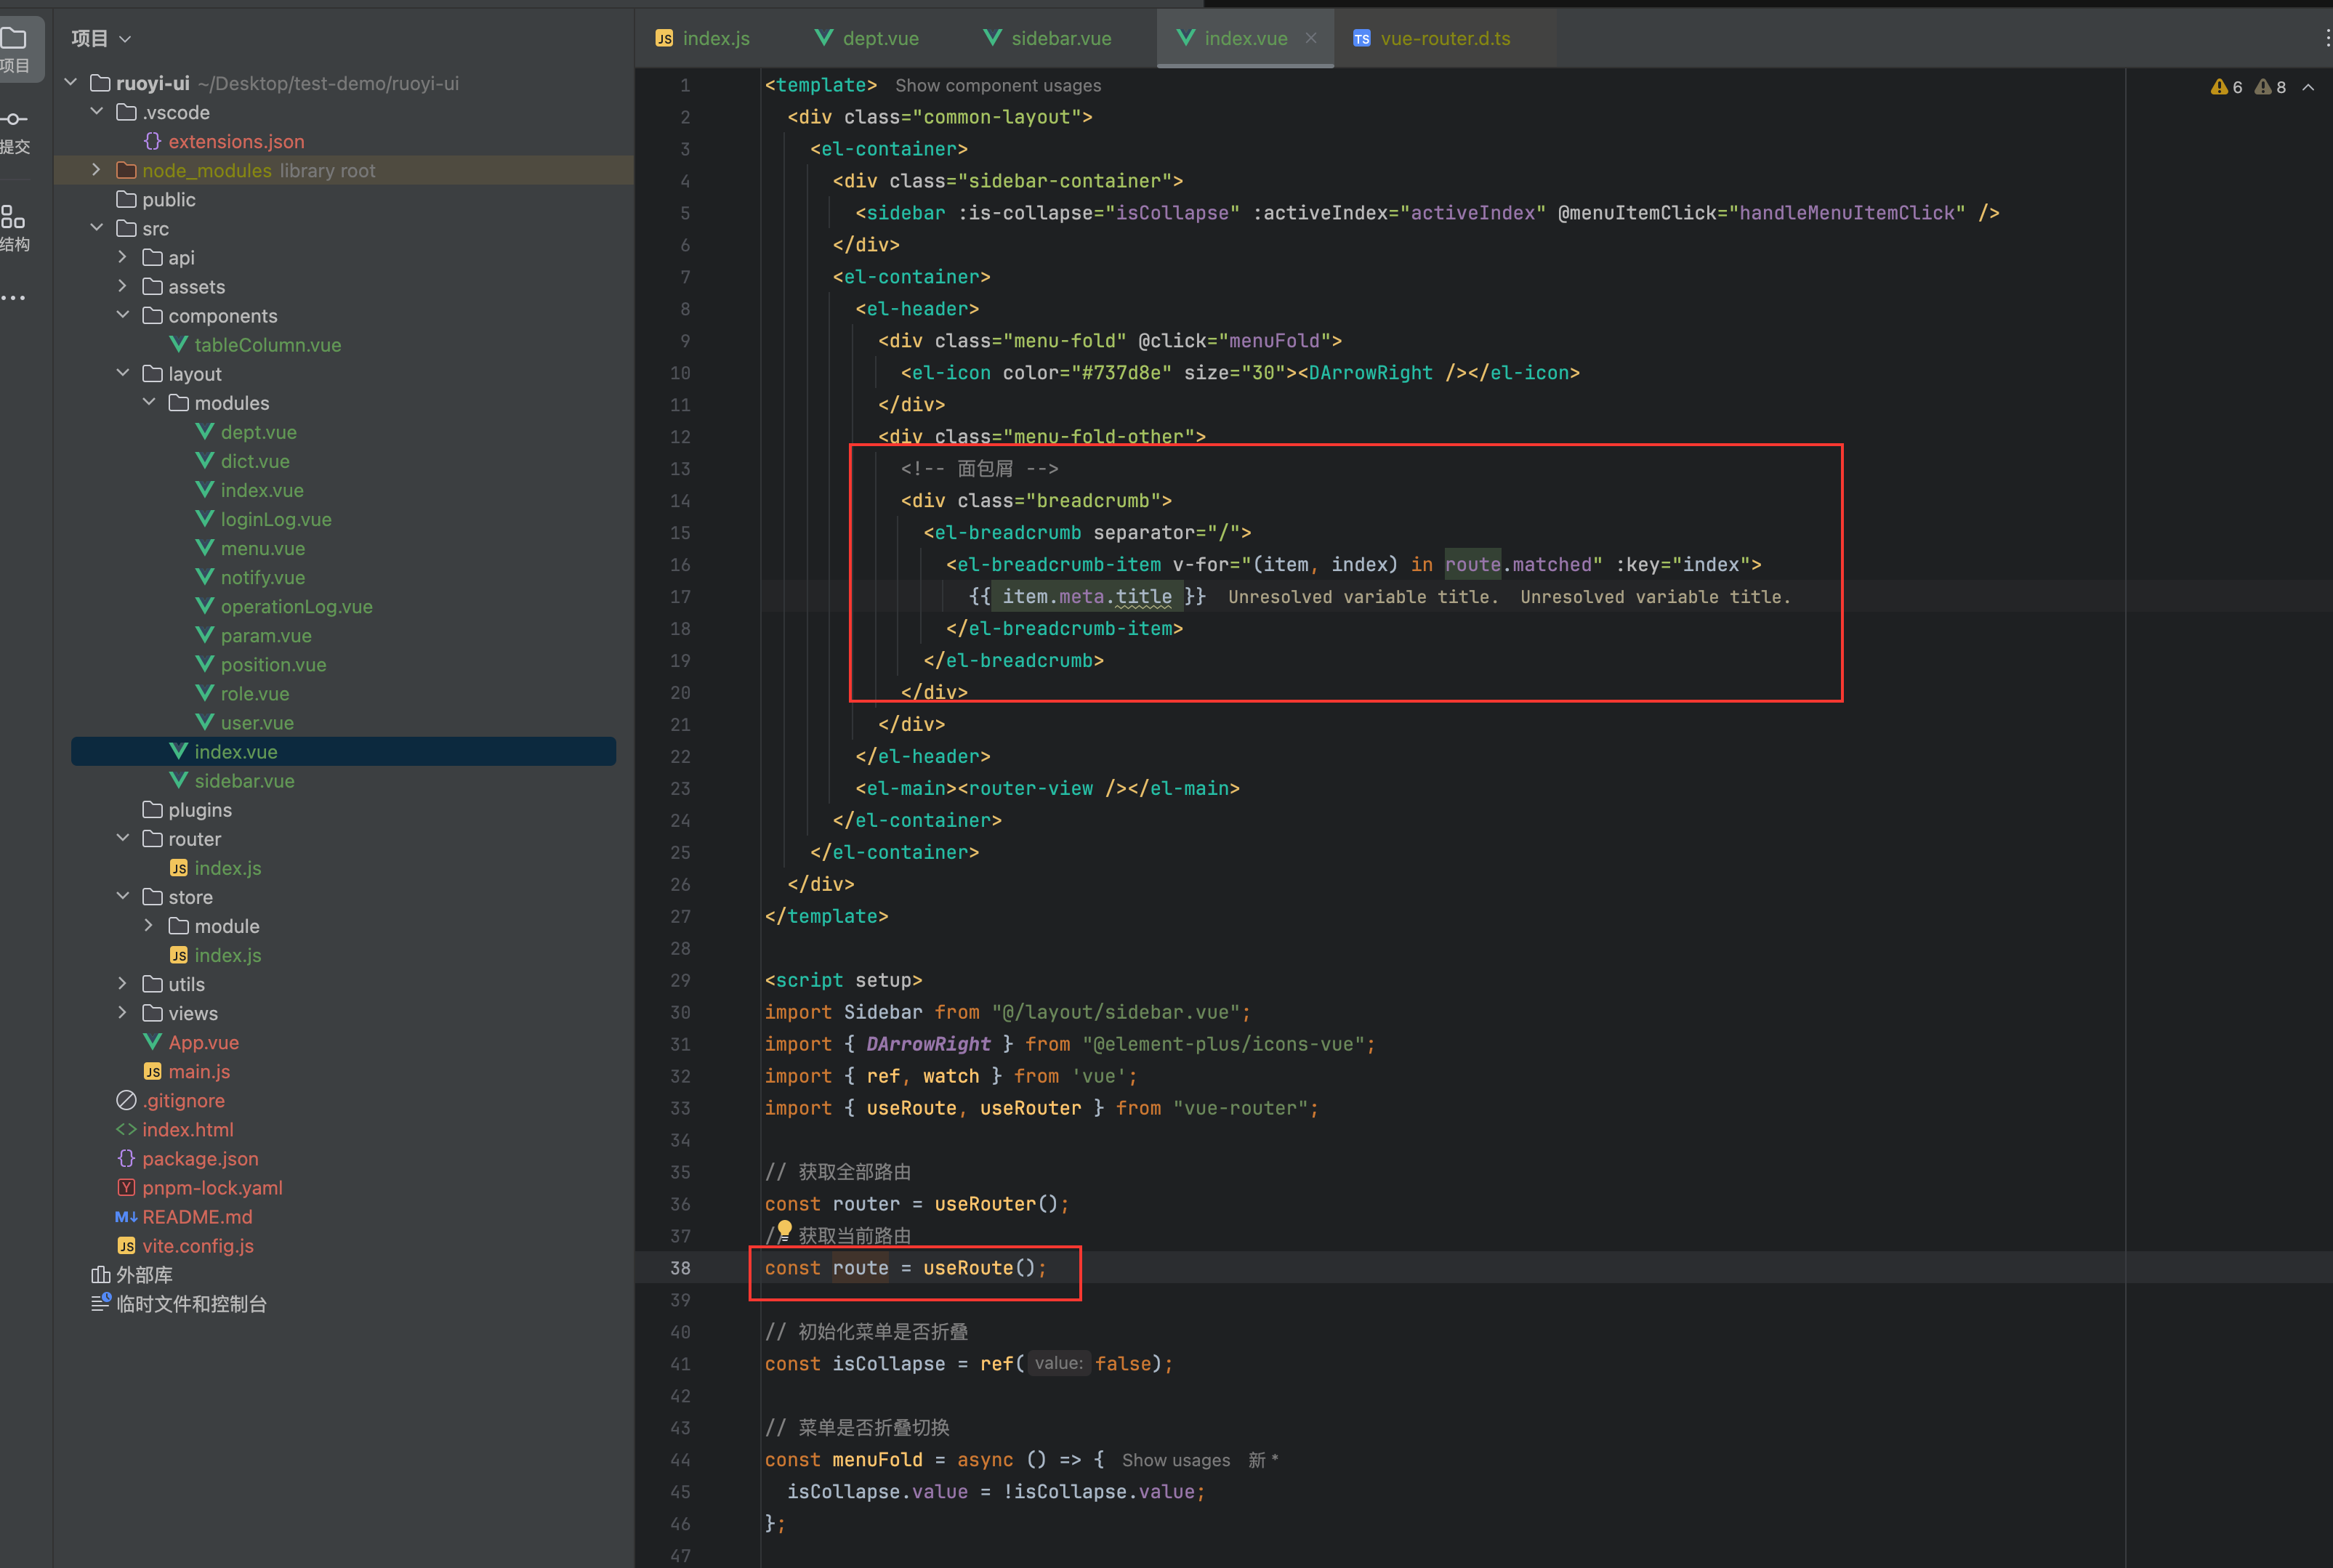 项目
提交
结构
项目
ruoyi-ui ~/Desktop/test-demo/ruoyi-ui
.vscode
extensions.json
node_modules library root
public
src
api
assets
components
tableColumn.vue
layout
modules
dept.vue
dict.vue
index.vue
loginLog.vue
menu.vue
notify.vue
operationLog.vue
param.vue
position.vue
role.vue
user.vue
index.vue
sidebar.vue
plugins
router
index.js
store
module
index.js
utils
views
App.vue
main.js
.gitignore
index.html
package.json
pnpm-lock.yaml
README.md
vite.config.js
外部库
临时文件和控制台
index.js dept.vue sidebar.vue index.vue vue-router.d.ts
6 8
1 <template> Show component usages
2 <div class="common-layout">
3 <el-container>
4 <div class="sidebar-container">
5 <sidebar :is-collapse="isCollapse" :activeIndex="activeIndex" @menuItemClick="handleMenuItemClick" />
6 </div>
7 <el-container>
8 <el-header>
9 <div class="menu-fold" @click="menuFold">
10 <el-icon color="#737d8e" size="30"><DArrowRight /></el-icon>
11 </div>
12 <div class="menu-fold-other">
13 <!-- 面包屑 -->
14 <div class="breadcrumb">
15 <el-breadcrumb separator="/">
16 <el-breadcrumb-item v-for="(item, index) in route.matched" :key="index">
17 {{ item.meta.title }} Unresolved variable title. Unresolved variable title.
18 </el-breadcrumb-item>
19 </el-breadcrumb>
20 </div>
21 </div>
22 </el-header>
23 <el-main><router-view /></el-main>
24 </el-container>
25 </el-container>
26 </div>
27 </template>
28
29 <script setup>
30 import Sidebar from "@/layout/sidebar.vue";
31 import { DArrowRight } from "@element-plus/icons-vue";
32 import { ref, watch } from 'vue';
33 import { useRoute, useRouter } from "vue-router";
34
35 // 获取全部路由
36 const router = useRouter();
37 // 获取当前路由
38 const route = useRoute();
39
40 // 初始化菜单是否折叠
41 const isCollapse = ref( value: false);
42
43 // 菜单是否折叠切换
44 const menuFold = async () => { Show usages 新 *
45 isCollapse.value = !isCollapse.value;
46 };
47